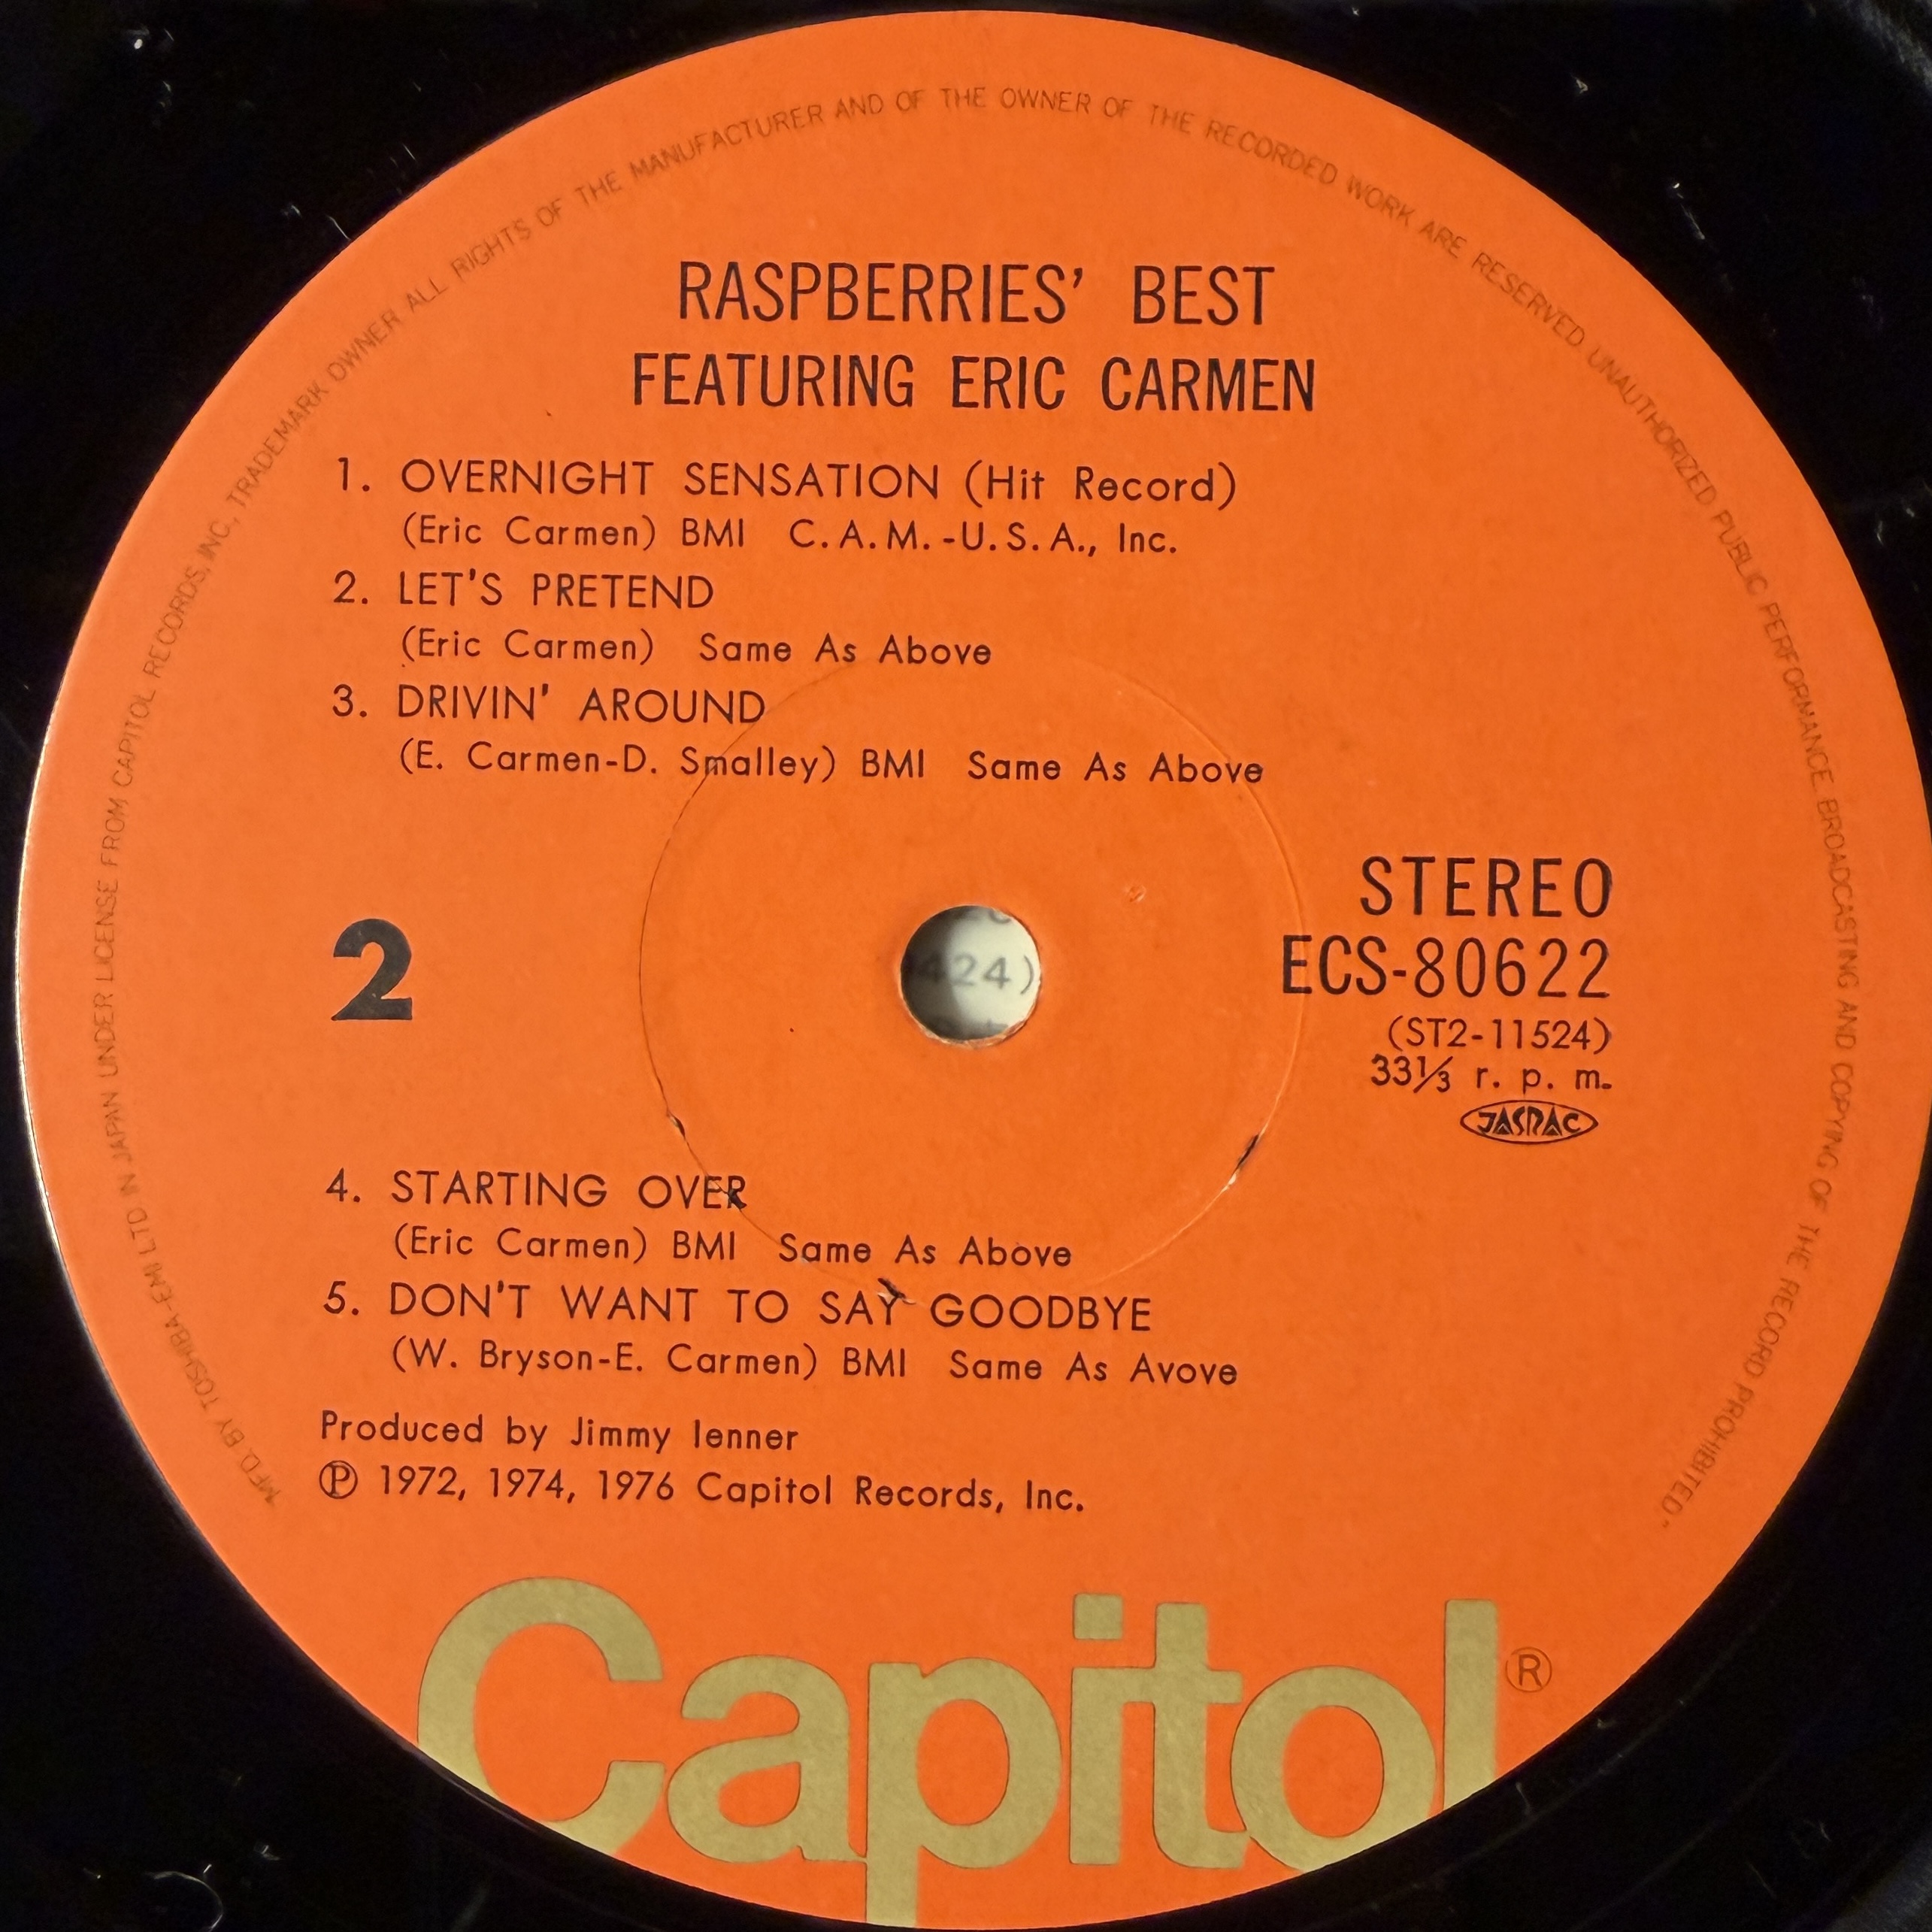 MFD. BY TOSHIBA-EMI LTD IN JAPAN UNDER LICENSE FROM CAPITOL RECORDS, INC., TRADEMARK OWNER ALL RIGHTS OF THE MANUFACTURER AND OF THE OWNER OF THE RECORDED WORK ARE RESERVED UNAUTHORIZED PUBLIC PERFORMANCE BROADCASTING AND COPYING OF THE RECORD PROHIBITED"
RASPBERRIES' BEST
FEATURING ERIC CARMEN
1. OVERNIGHT SENSATION (Hit Record)
(Eric Carmen) BMI C.A.M.-U.S.A., Inc.
2. LET'S PRETEND
(Eric Carmen) Same As Above
3. DRIVIN' AROUND
(E. Carmen-D. Smalley) BMI Same As Above
2
424)
STEREO
ECS-80622
(ST2-11524)
33⅓ r. p. m.
JASRAC
4. STARTING OVER
(Eric Carmen) BMI Same As Above
5. DON'T WANT TO SAY GOODBYE
(W. Bryson-E. Carmen) BMI Same As Avove
Produced by Jimmy Ienner
℗ 1972, 1974, 1976 Capitol Records, Inc.
Capitol®